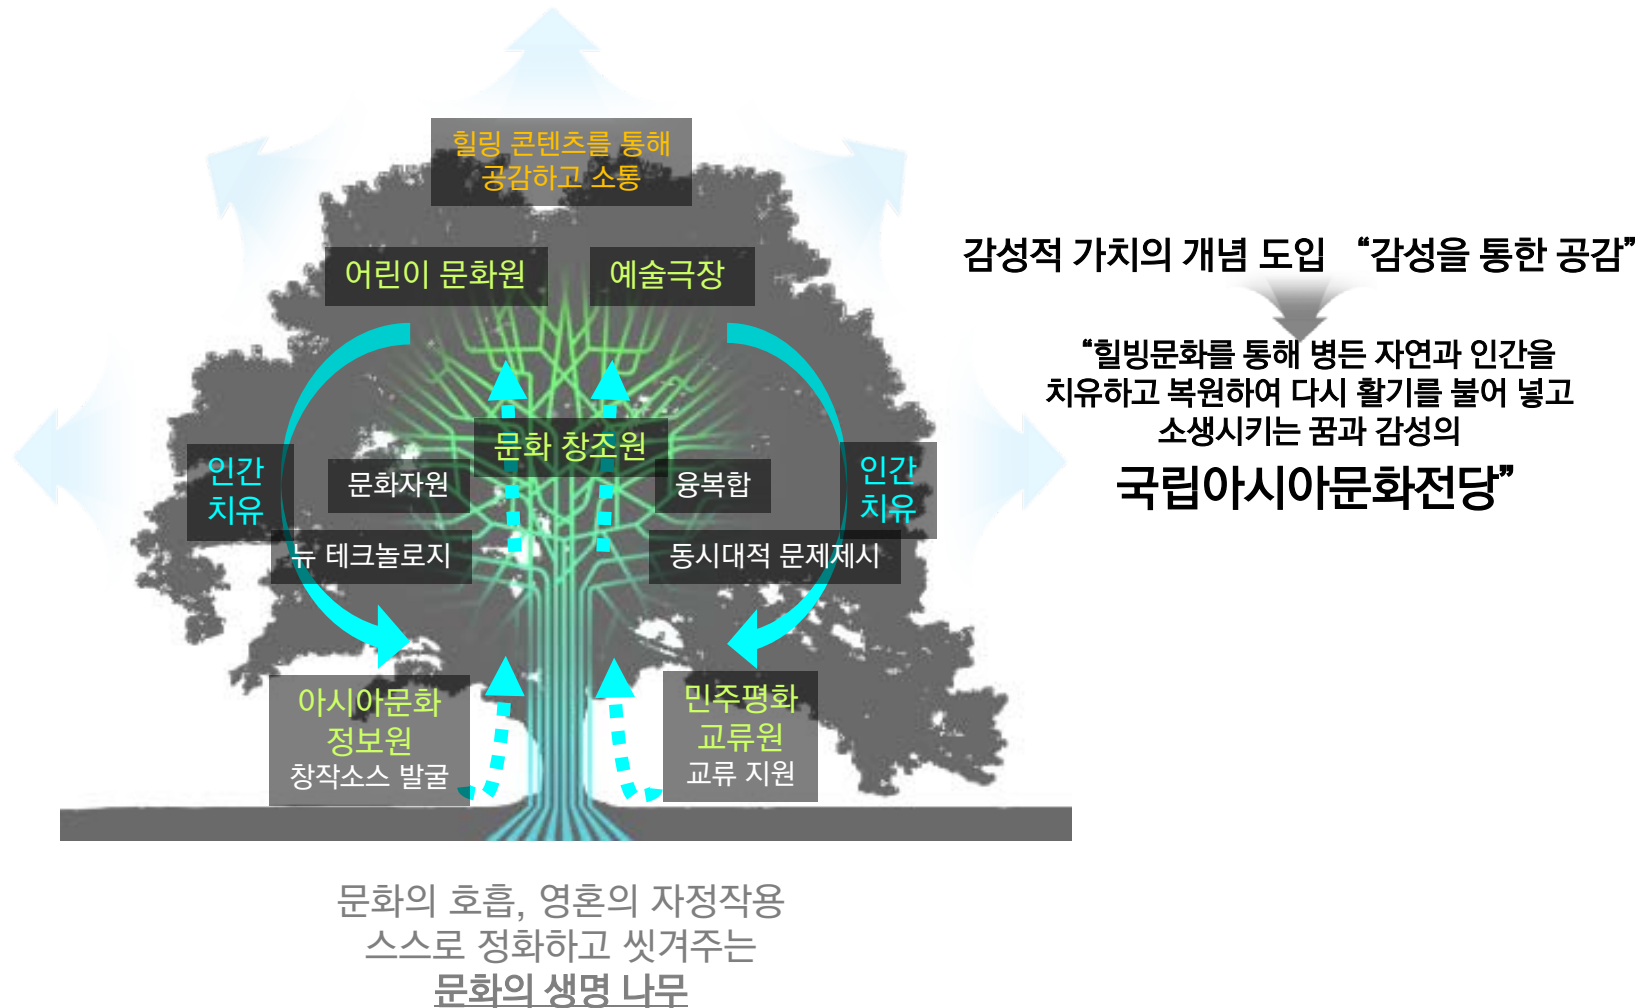 힐링 콘텐츠를 통해
공감하고 소통
어린이 문화원
예술극장
문화 창조원
인간
치유
문화자원
융복합
인간
치유
뉴 테크놀로지
동시대적 문제제시
아시아문화
정보원
창작소스 발굴
민주평화
교류원
교류 지원
문화의 호흡, 영혼의 자정작용
스스로 정화하고 씻겨주는
문화의 생명 나무
감성적 가치의 개념 도입 “감성을 통한 공감”
“힐빙문화를 통해 병든 자연과 인간을
치유하고 복원하여 다시 활기를 불어 넣고
소생시키는 꿈과 감성의
국립아시아문화전당”